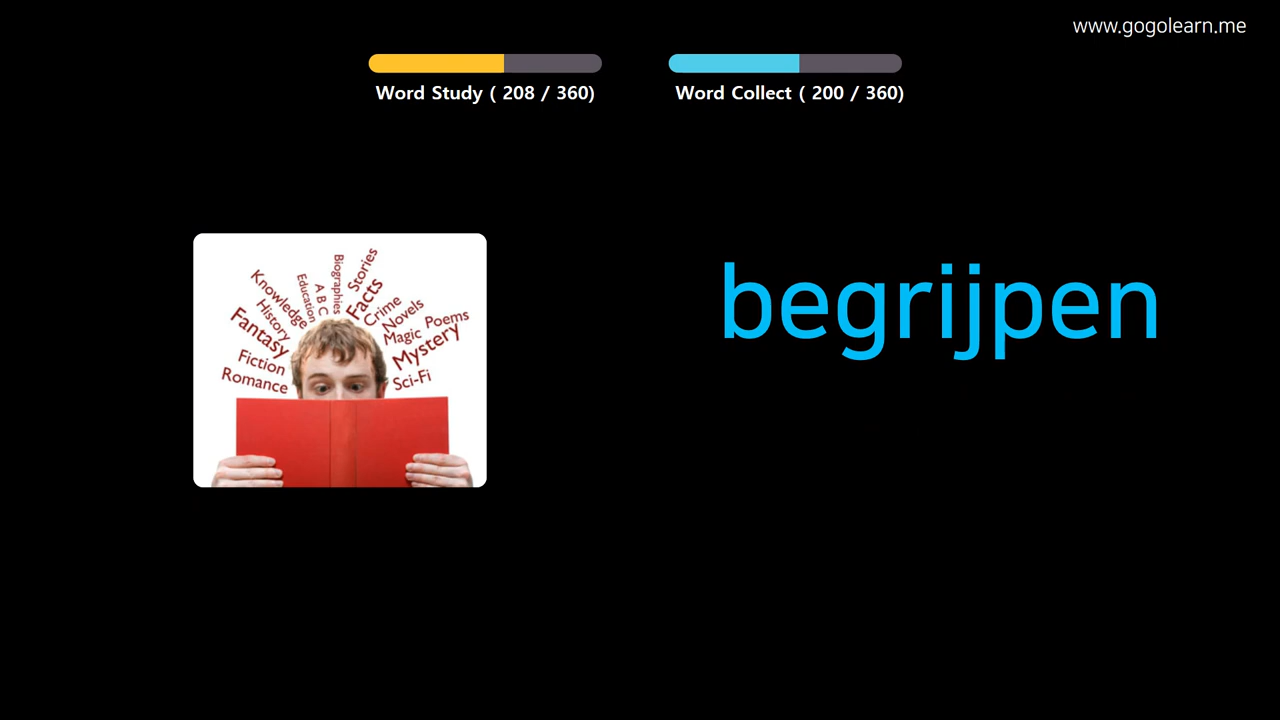 www.gogolearn.me
Word Study ( 208 / 360)
Word Collect ( 200 / 360)
begrijpen
Stories
Biographies
Facts
Education
A B C
Knowledge
Crime
History
Novels
Poems
Fantasy
Magic
Mystery
Fiction
Sci-Fi
Romance